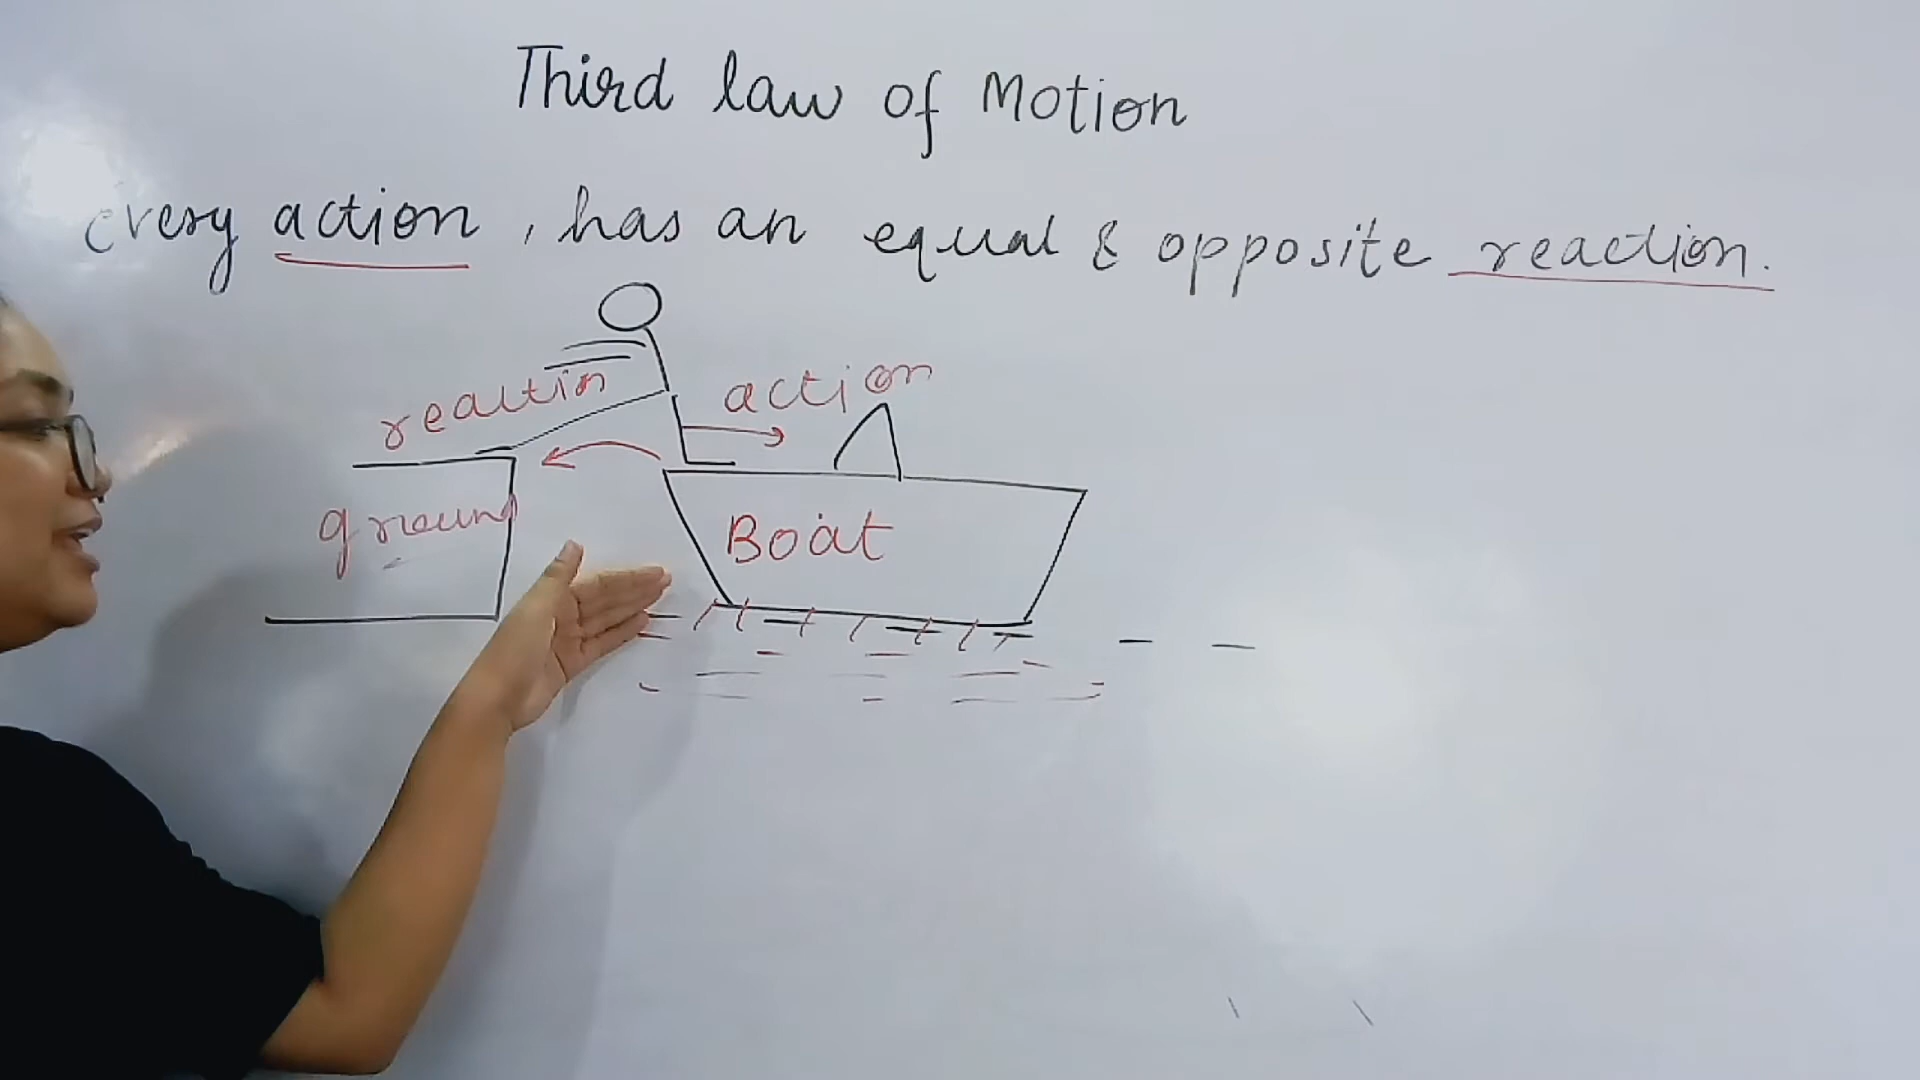 Third law of Motion
every action, has an equal & opposite reaction.
reaction
action
ground
Boat